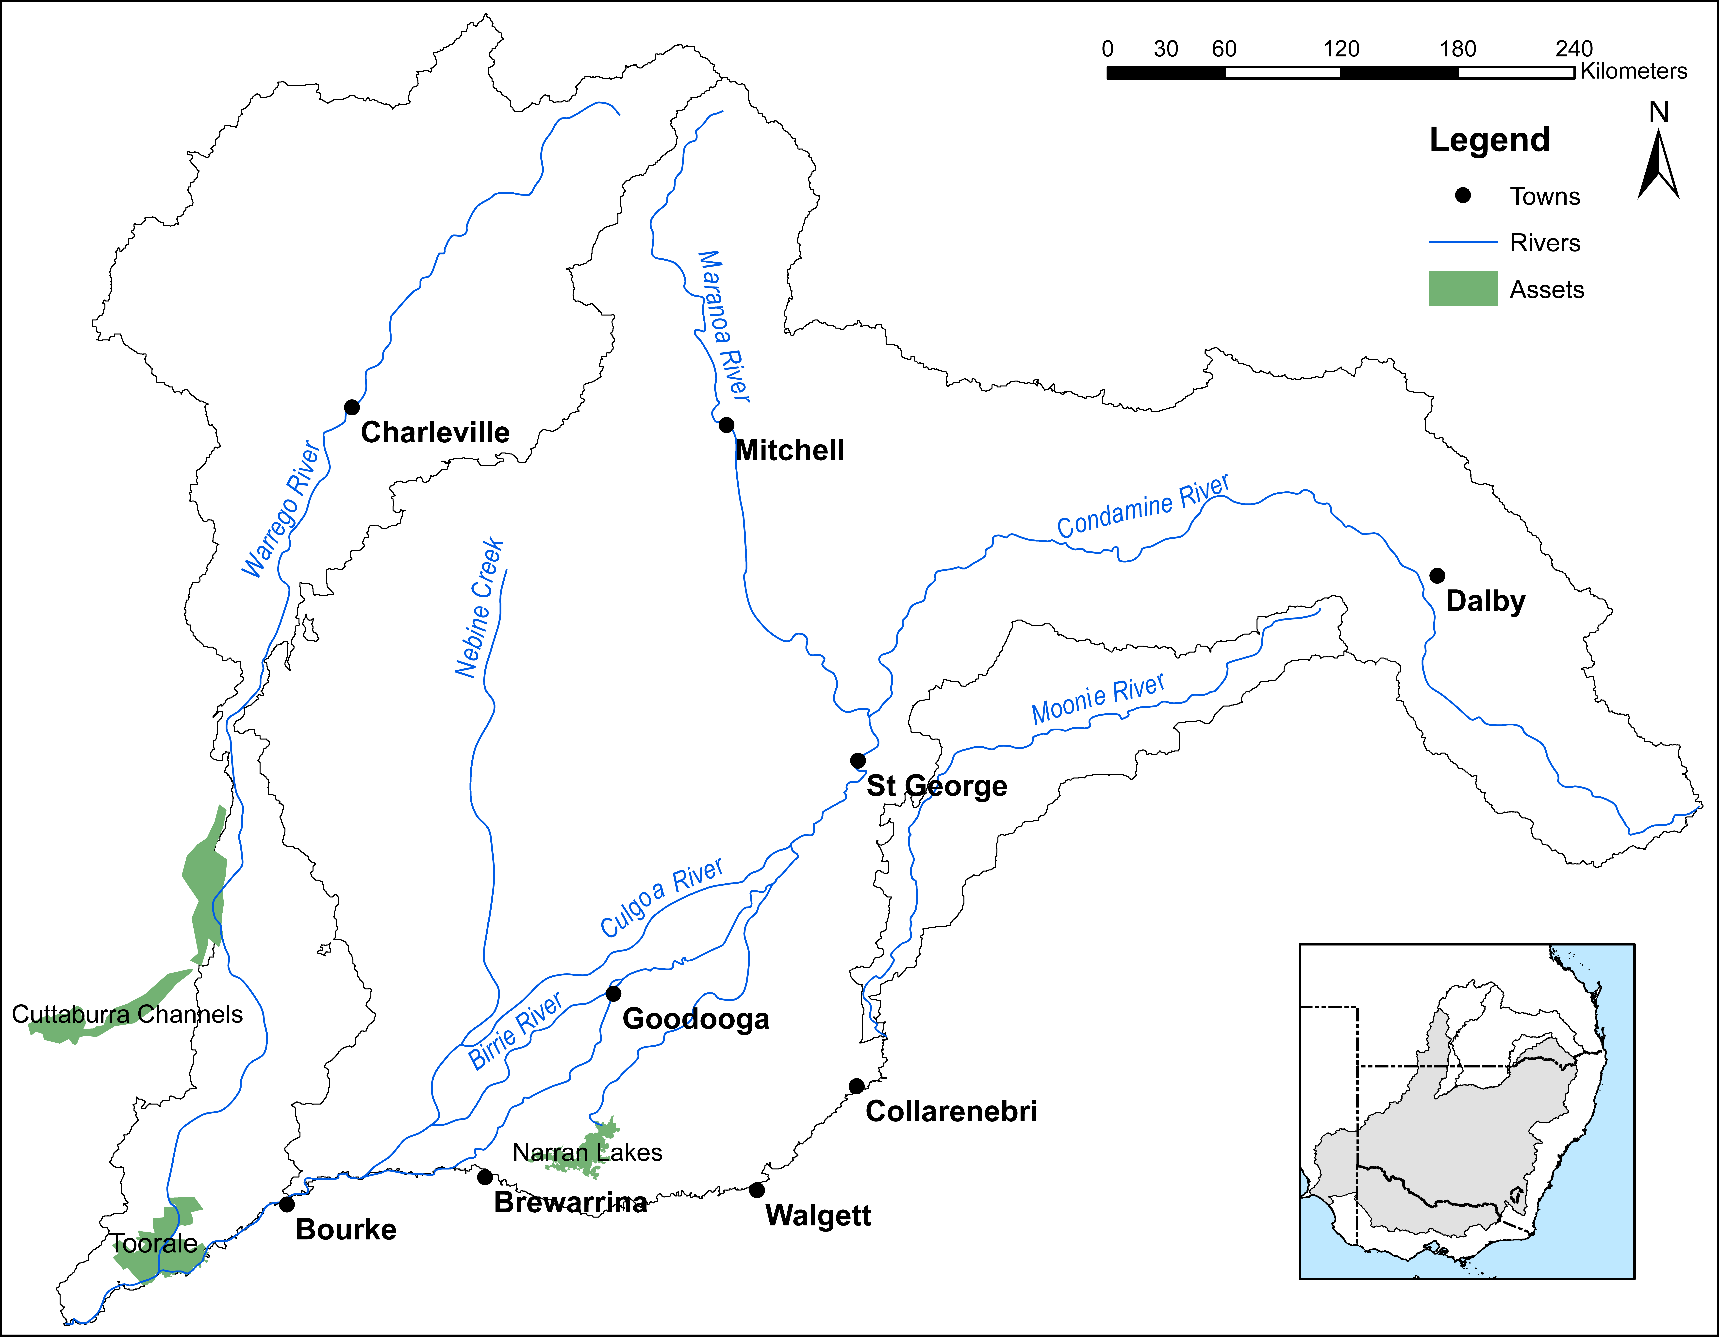 0 30 60 120 180 240
Kilometers
N
Legend
Towns
Rivers
Assets
Maranoa River
Charleville
Mitchell
Warrego River
Condamine River
Nebine Creek
Dalby
Moonie River
St George
Culgoa River
Cuttaburra Channels
Birrie River
Goodooga
Collarenebri
Narran Lakes
Brewarrina
Walgett
Bourke
Toorale